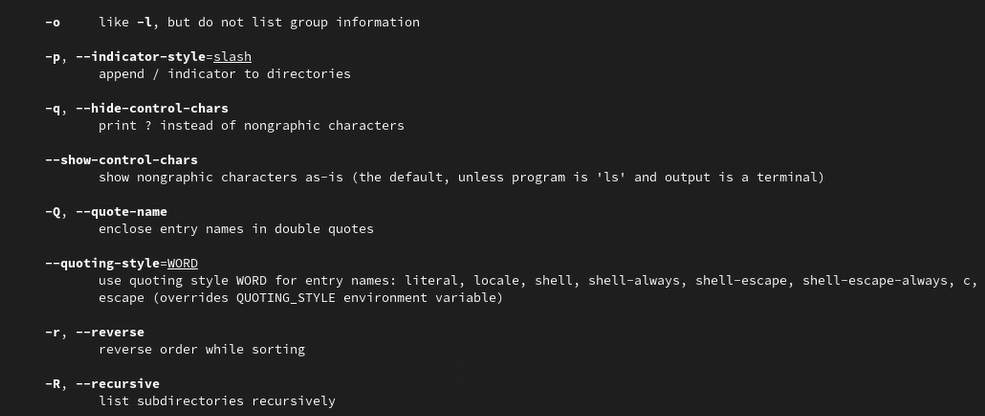 -o     like -l, but do not list group information
-p, --indicator-style=slash
append / indicator to directories
-q, --hide-control-chars
print ? instead of nongraphic characters
--show-control-chars
show nongraphic characters as-is (the default, unless program is 'ls' and output is a terminal)
-Q, --quote-name
enclose entry names in double quotes
--quoting-style=WORD
use quoting style WORD for entry names: literal, locale, shell, shell-always, shell-escape, shell-escape-always, c,
escape (overrides QUOTING_STYLE environment variable)
-r, --reverse
reverse order while sorting
-R, --recursive
list subdirectories recursively